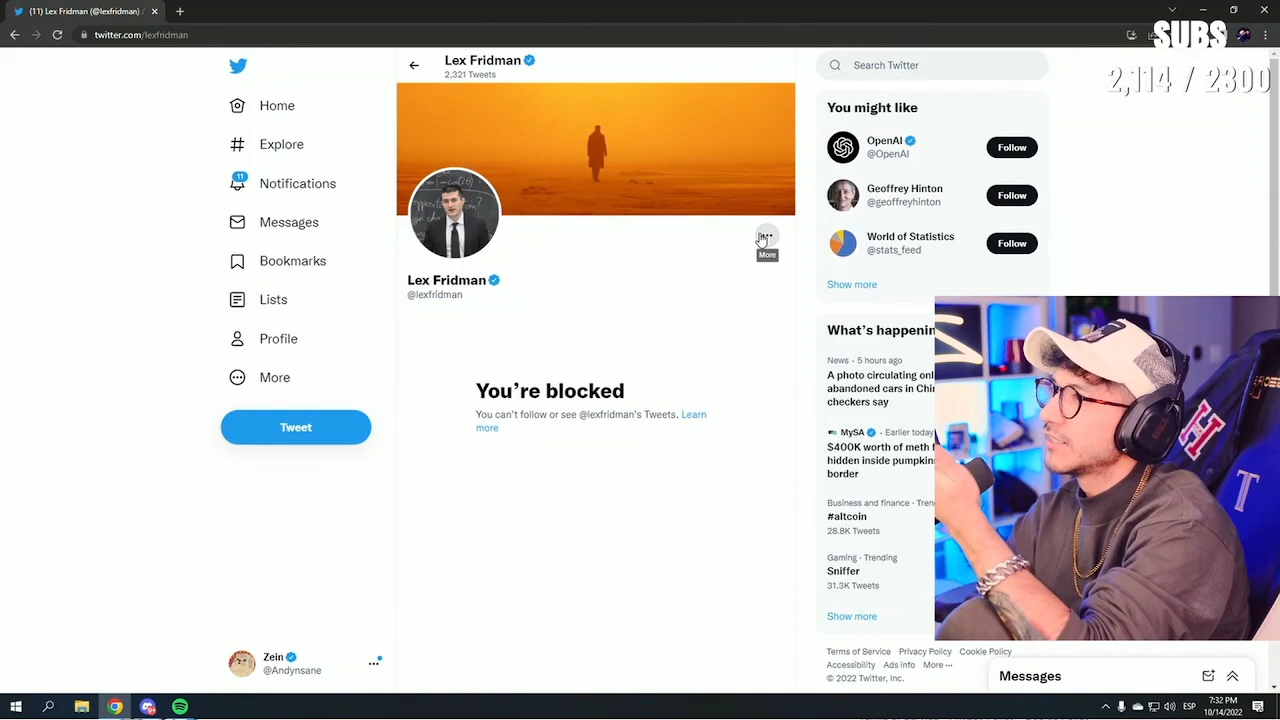 (11) Lex Fridman (@lexfridman) /
twitter.com/lexfridman
SUBS
2,114 / 2300
Lex Fridman
2,321 Tweets
Home
Explore
11
Notifications
Messages
Bookmarks
Lists
Profile
More
Tweet
Zein
@Andynsane
More
Lex Fridman
@lexfridman
You're blocked
You can't follow or see @lexfridman's Tweets. Learn
more
Search Twitter
You might like
OpenAI
@OpenAI
Follow
Geoffrey Hinton
@geoffreyhinton
Follow
World of Statistics
@stats_feed
Follow
Show more
What's happenin
News · 5 hours ago
A photo circulating onl
abandoned cars in Chin
checkers say
MySA · Earlier today
$400K worth of meth f
hidden inside pumpkins
border
Business and finance · Tren
#altcoin
28.8K Tweets
Gaming · Trending
Sniffer
31.3K Tweets
Show more
Terms of Service Privacy Policy Cookie Policy
Accessibility Ads info More ···
© 2022 Twitter, Inc.
Messages
ESP
7:32 PM
10/14/2022